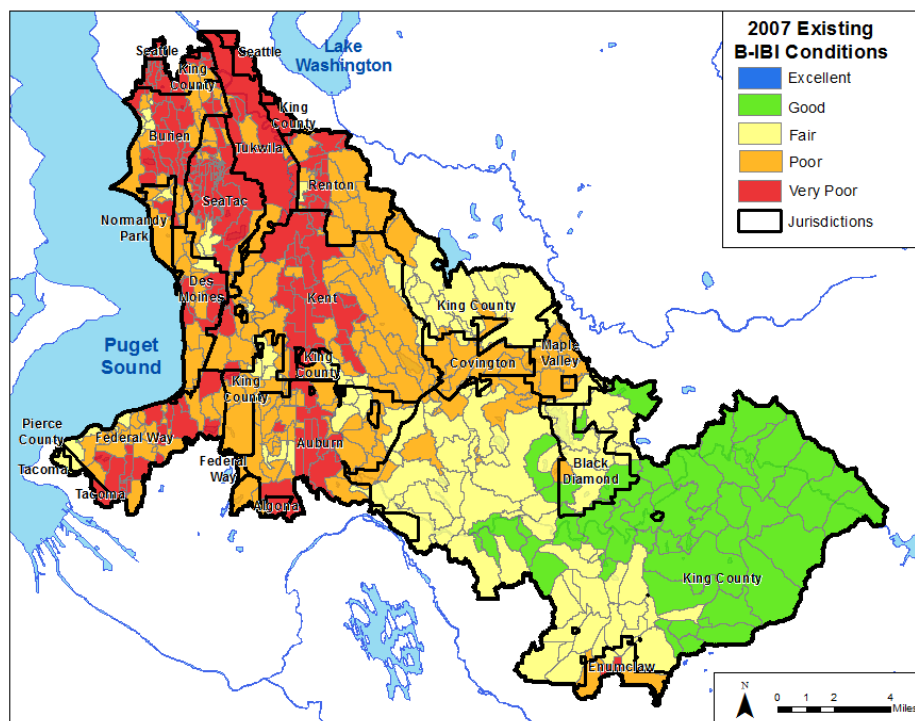 2007 Existing
B-IBI Conditions
Excellent
Good
Fair
Poor
Very Poor
Jurisdictions
Seattle
Seattle
Lake
Washington
King
County
King
County
Burien
Tukwila
Renton
SeaTac
Normandy
Park
Des
Moines
Kent
King County
Puget
Sound
King
County
Covington
Maple
Valley
King
County
Pierce
County
Federal Way
Auburn
Tacoma
Federal
Way
Black
Diamond
Tacoma
Algona
King County
Enumclaw
N
0 1 2 4
Miles